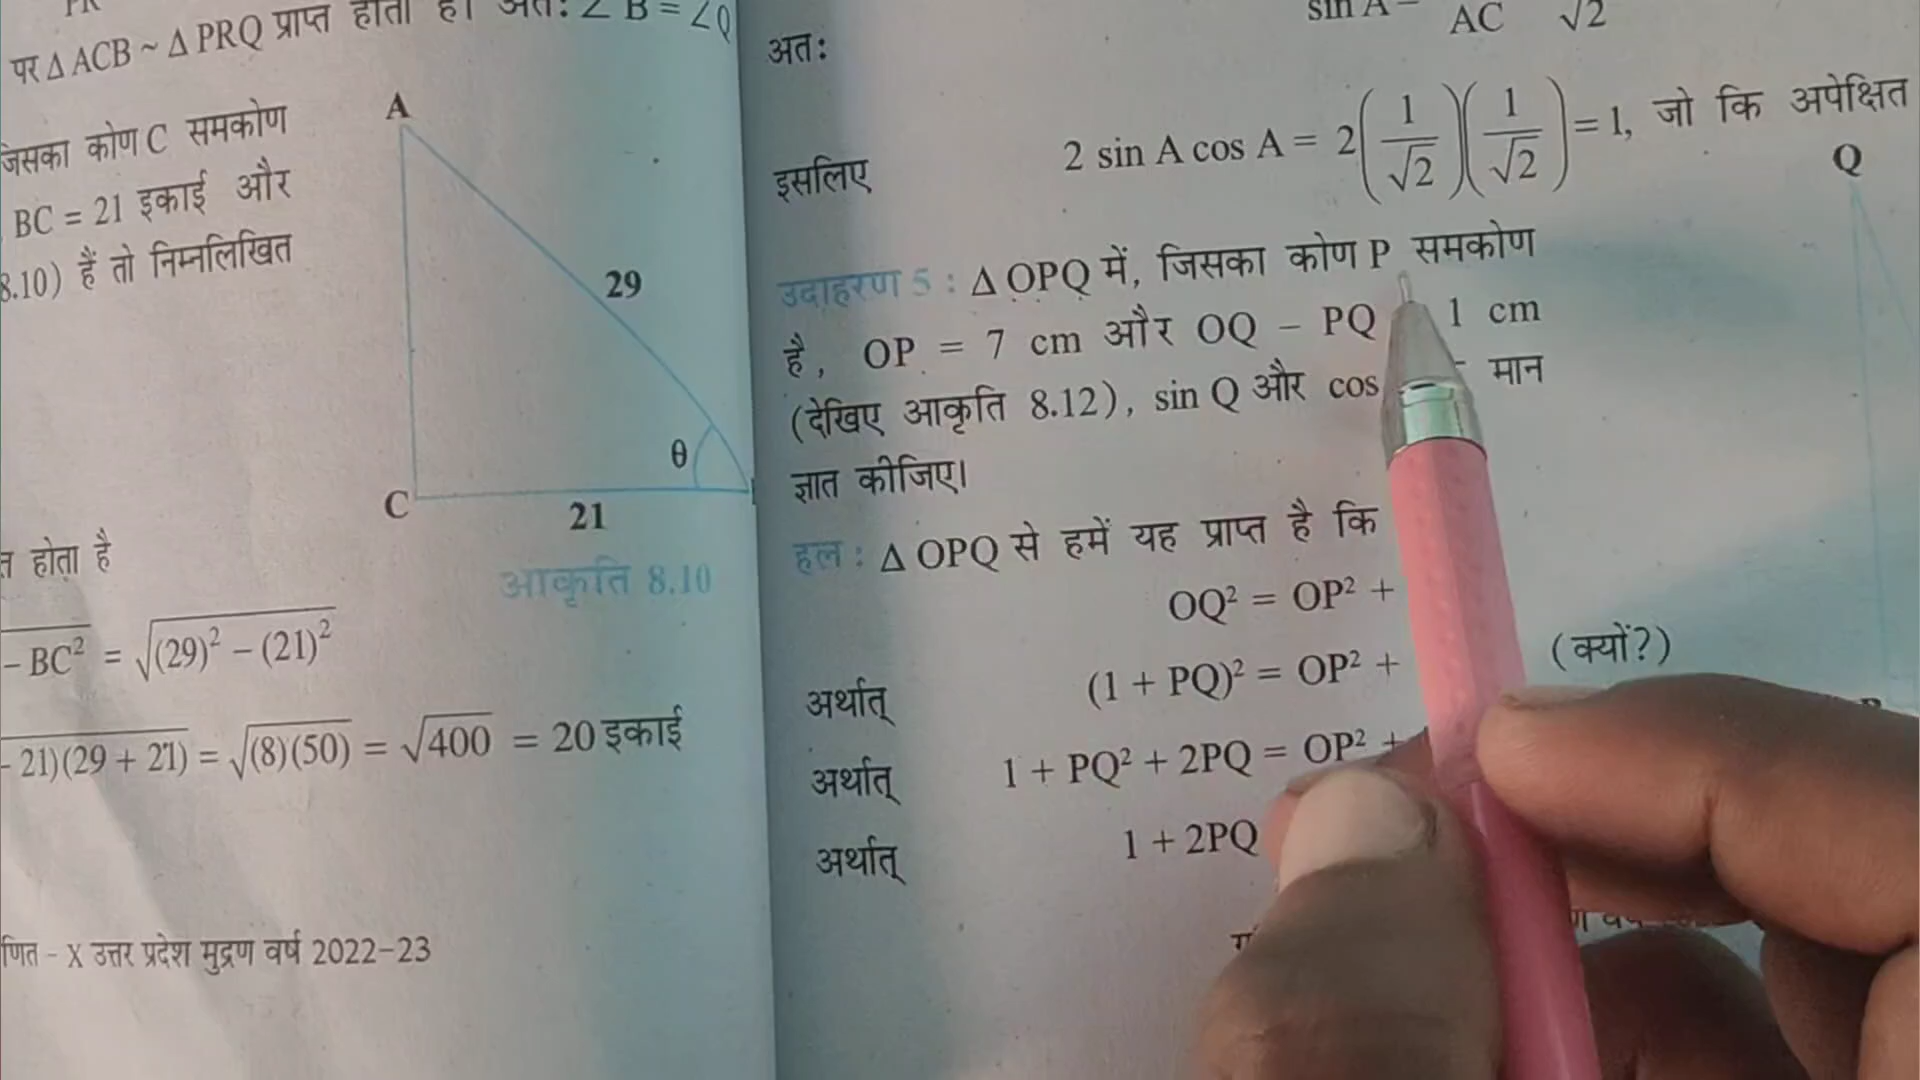 पर Δ ACB ~ Δ PRQ प्राप्त होता है। अतः ∠ B = ∠Q
A
जिसका कोण C समकोण
BC = 21 इकाई और
8.10) हैं तो निम्नलिखित
29
θ
C
21
आकृति 8.10
होता है
– BC² = √(29)² – (21)²
– 21)(29 + 21) = √(8)(50) = √400 = 20 इकाई
– X उत्तर प्रदेश मुद्रण वर्ष 2022–23
sin A =
AC √2
अतः
इसलिए 2 sin A cos A = 2(1/√2)(1/√2) = 1, जो कि अपेक्षित
Q
उदाहरण 5 : Δ OPQ में, जिसका कोण P समकोण
है, OP = 7 cm और OQ – PQ 1 cm
(देखिए आकृति 8.12), sin Q और cos मान
ज्ञात कीजिए।
हल : Δ OPQ से हमें यह प्राप्त है कि
OQ² = OP² +
(1 + PQ)² = OP² + (क्यों?)
अर्थात्
अर्थात् 1 + PQ² + 2PQ = OP² +
अर्थात् 1 + 2PQ